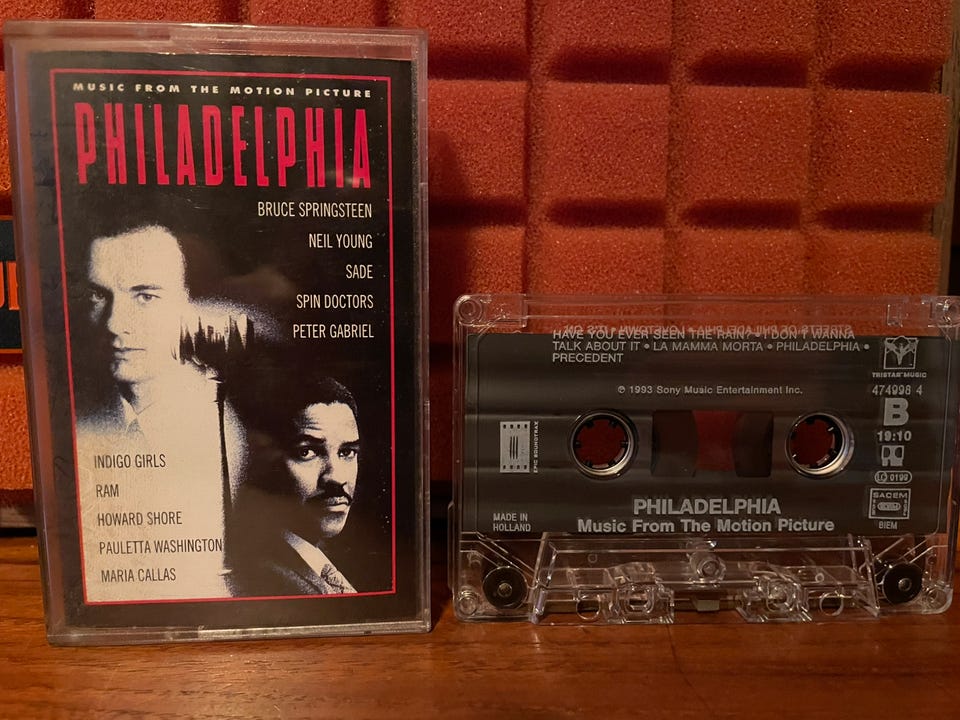 MUSIC FROM THE MOTION PICTURE
PHILADELPHIA
BRUCE SPRINGSTEEN
NEIL YOUNG
SADE
SPIN DOCTORS
PETER GABRIEL
INDIGO GIRLS
RAM
HOWARD SHORE
PAULETTA WASHINGTON
MARIA CALLAS
HAVE YOU EVER SEEN THE RAIN? • I DON'T WANNA
TALK ABOUT IT • LA MAMMA MORTA • PHILADELPHIA •
PRECEDENT
TRISTAR MUSIC
℗ 1993 Sony Music Entertainment Inc.
474998 4
B
19:10
EPIC SOUNDTRAX
LC 0199
SACEM
BIEM
MADE IN
HOLLAND
PHILADELPHIA
Music From The Motion Picture